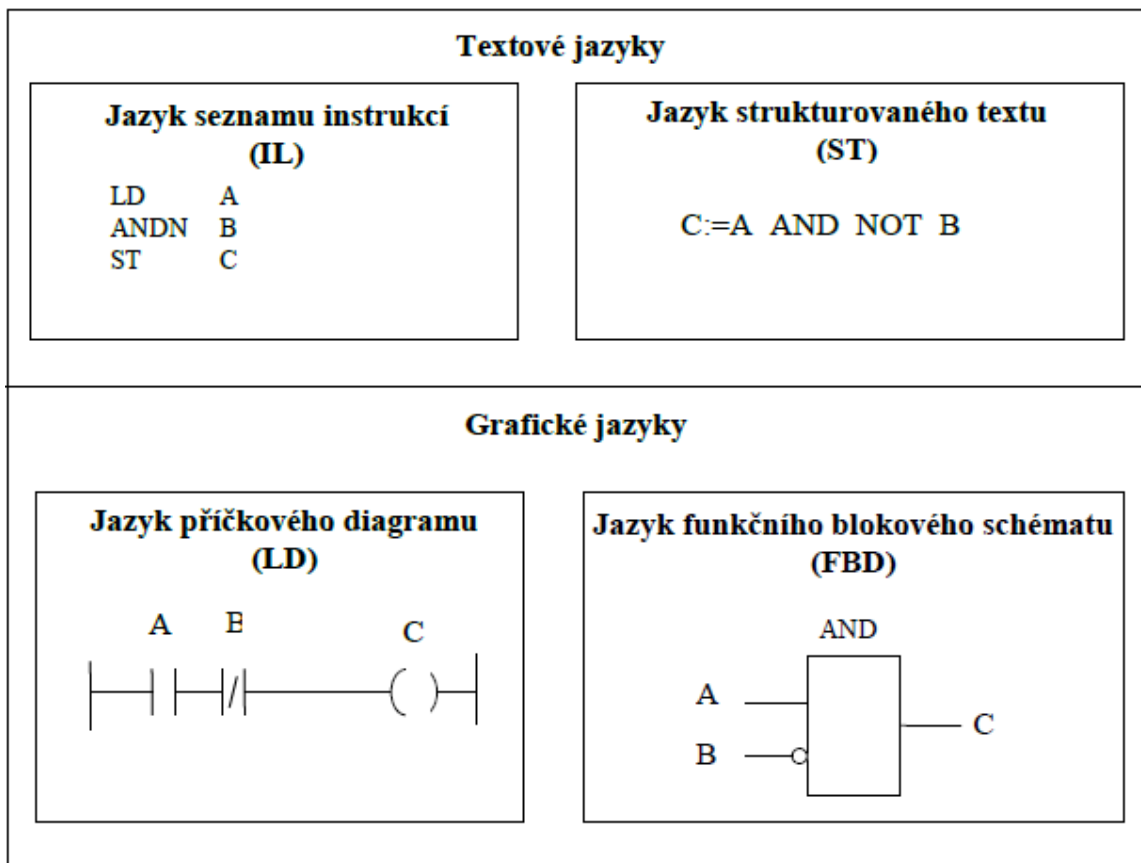 Textové jazyky
Jazyk seznamu instrukcí
(IL)
LD A
ANDN B
ST C
Jazyk strukturovaného textu
(ST)
C:=A AND NOT B
Grafické jazyky
Jazyk příčkového diagramu
(LD)
A B C
Jazyk funkčního blokového schématu
(FBD)
AND
A
B
C